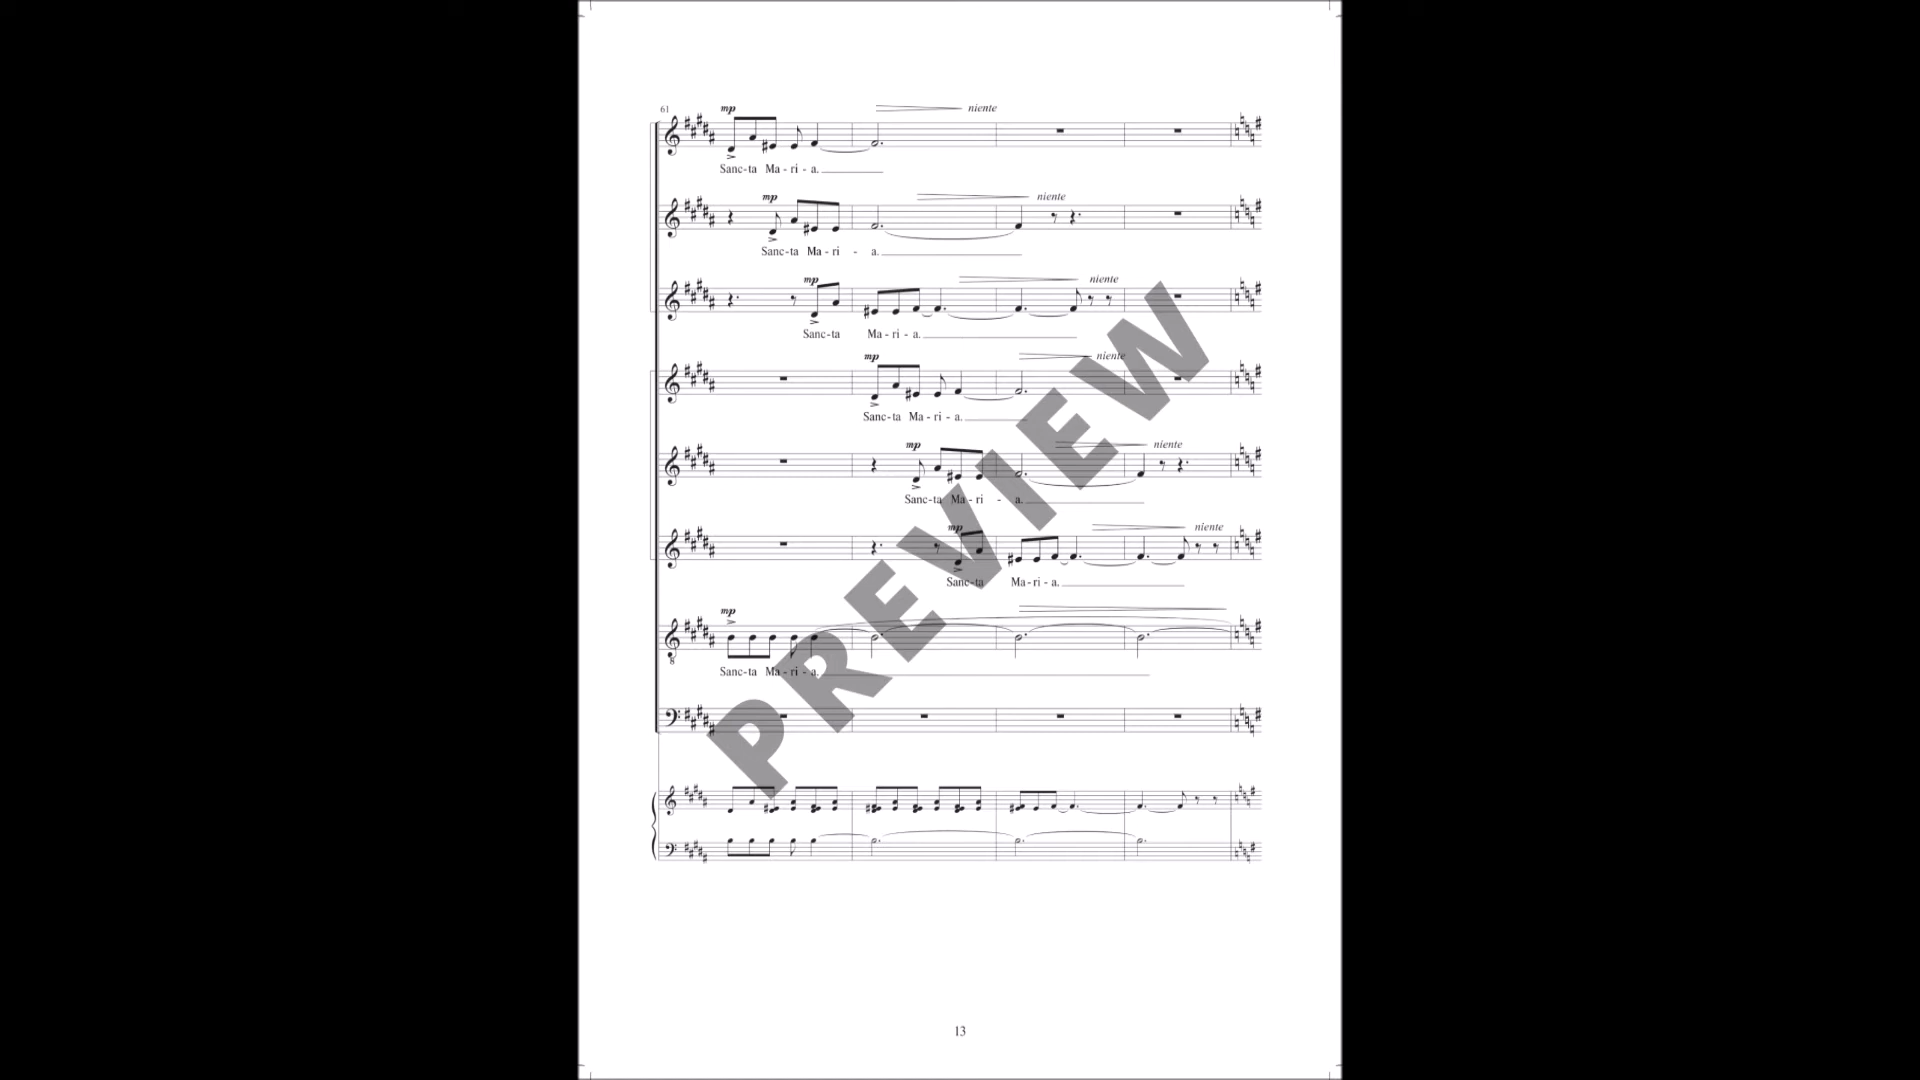 61
mp
niente
Sanc-ta Ma - ri - a.
mp
niente
Sanc-ta Ma - ri - a.
mp
niente
Sanc-ta Ma - ri - a.
mp
niente
Sanc-ta Ma - ri - a.
mp
niente
Sanc-ta Ma - ri - a.
mp
niente
Sanc-ta Ma - ri - a.
mp
8
Sanc-ta Ma - ri - a.
PREVIEW
13